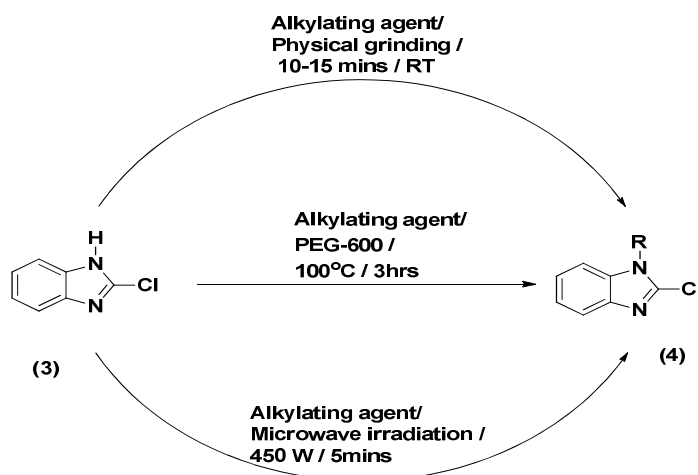 Alkylating agent/
Physical grinding /
10-15 mins / RT
H
N
Cl
N
(3)
Alkylating agent/
PEG-600 /
100°C / 3hrs
R
N
C
N
(4)
Alkylating agent/
Microwave irradiation /
450 W / 5mins